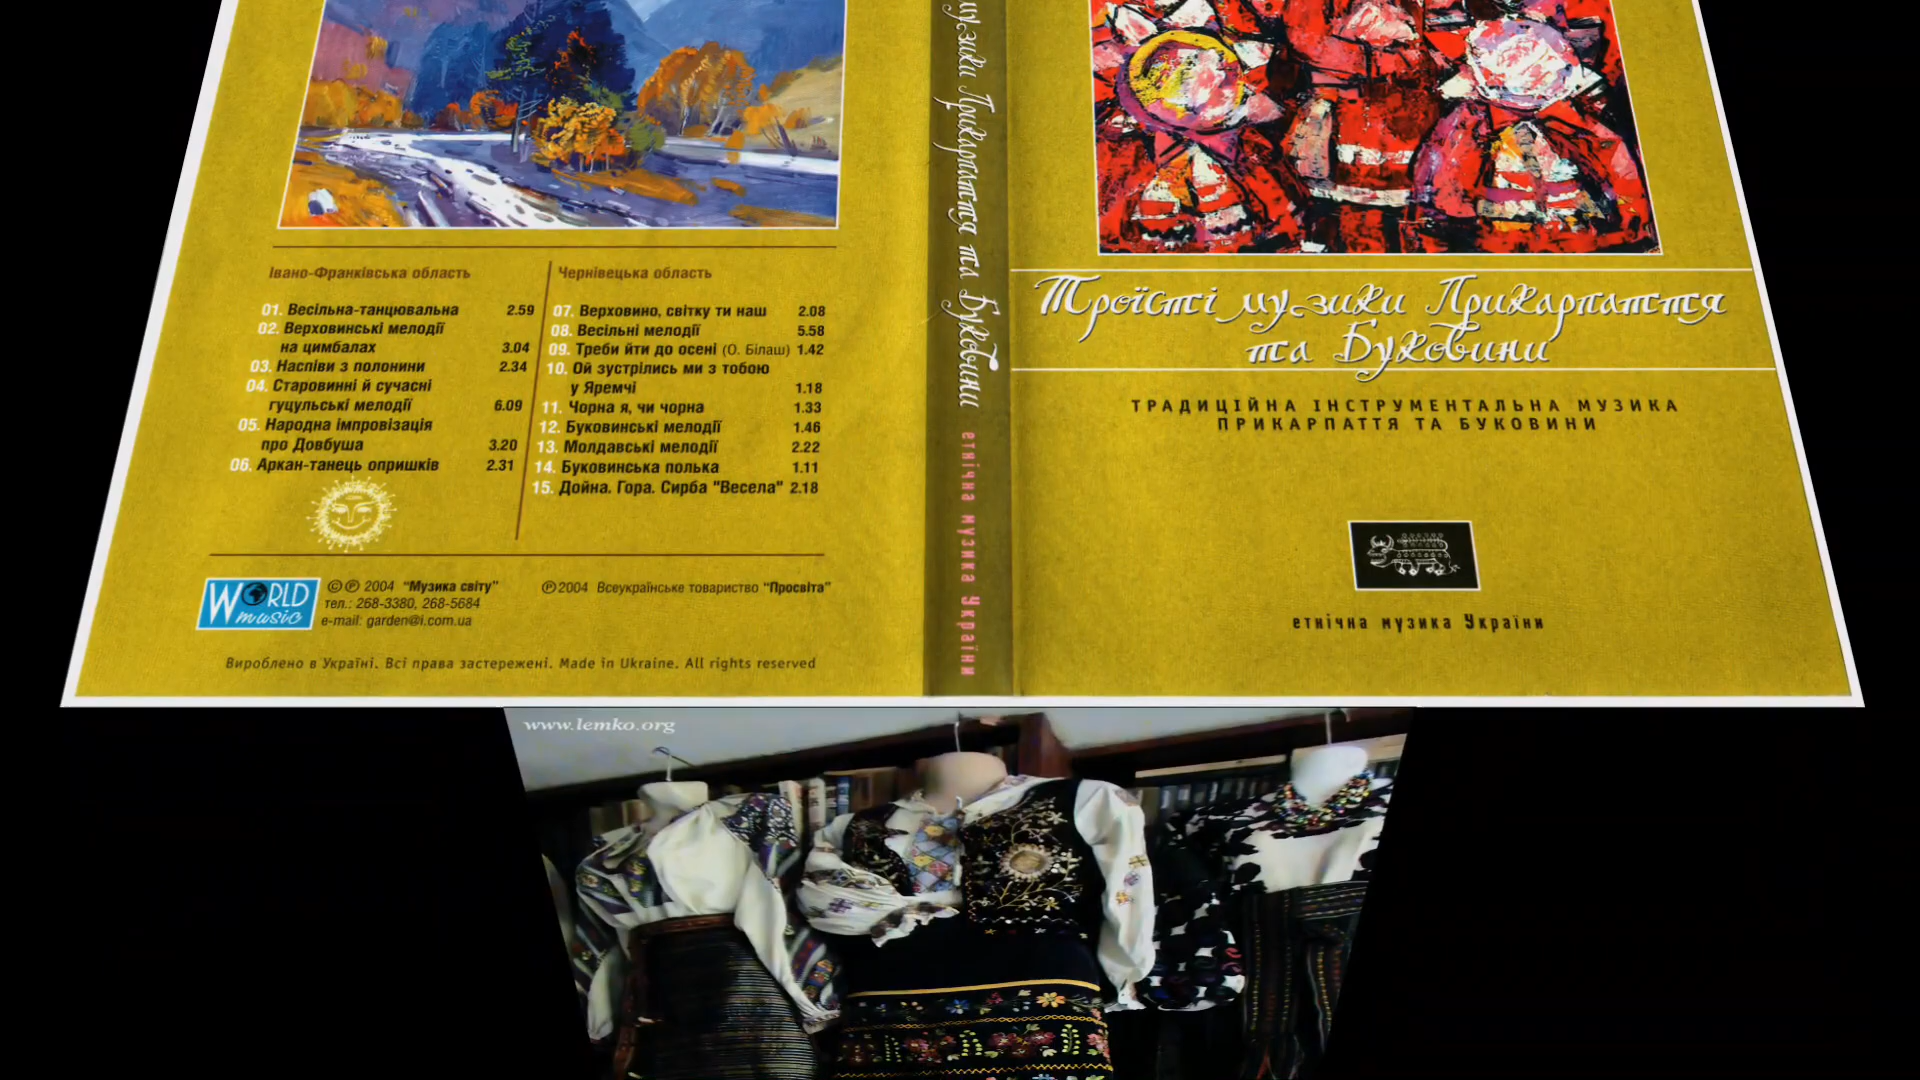 Івано-Франківська область
01. Весільна-танцювальна 2.59
02. Верховинські мелодії
на цимбалах 3.04
03. Наспіви з полонини 2.34
04. Старовинні й сучасні
гуцульські мелодії 6.09
05. Народна імпровізація
про Довбуша 3.20
06. Аркан-танець опришків 2.31
Чернівецька область
07. Верховино, світку ти наш 2.08
08. Весільні мелодії 5.58
09. Треби йти до осені (О. Білаш) 1.42
10. Ой зустрілись ми з тобою
у Яремчі 1.18
11. Чорна я, чи чорна 1.33
12. Буковинські мелодії 1.46
13. Молдавські мелодії 2.22
14. Буковинська полька 1.11
15. Дойна. Гора. Сирба "Весела" 2.18
WORLD
music
©℗ 2004 "Музика світу"
тел.: 268-3380, 268-5684
e-mail: garden@i.com.ua
℗2004 Всеукраїнське товариство "Просвіта"
Вироблено в Україні. Всі права застережені. Made in Ukraine. All rights reserved
музики Прикарпаття та Буковини
етнічна музика України
Троїсті музики Прикарпаття
та Буковини
ТРАДИЦІЙНА ІНСТРУМЕНТАЛЬНА МУЗИКА
ПРИКАРПАТТЯ ТА БУКОВИНИ
етнічна музика України
www.lemko.org